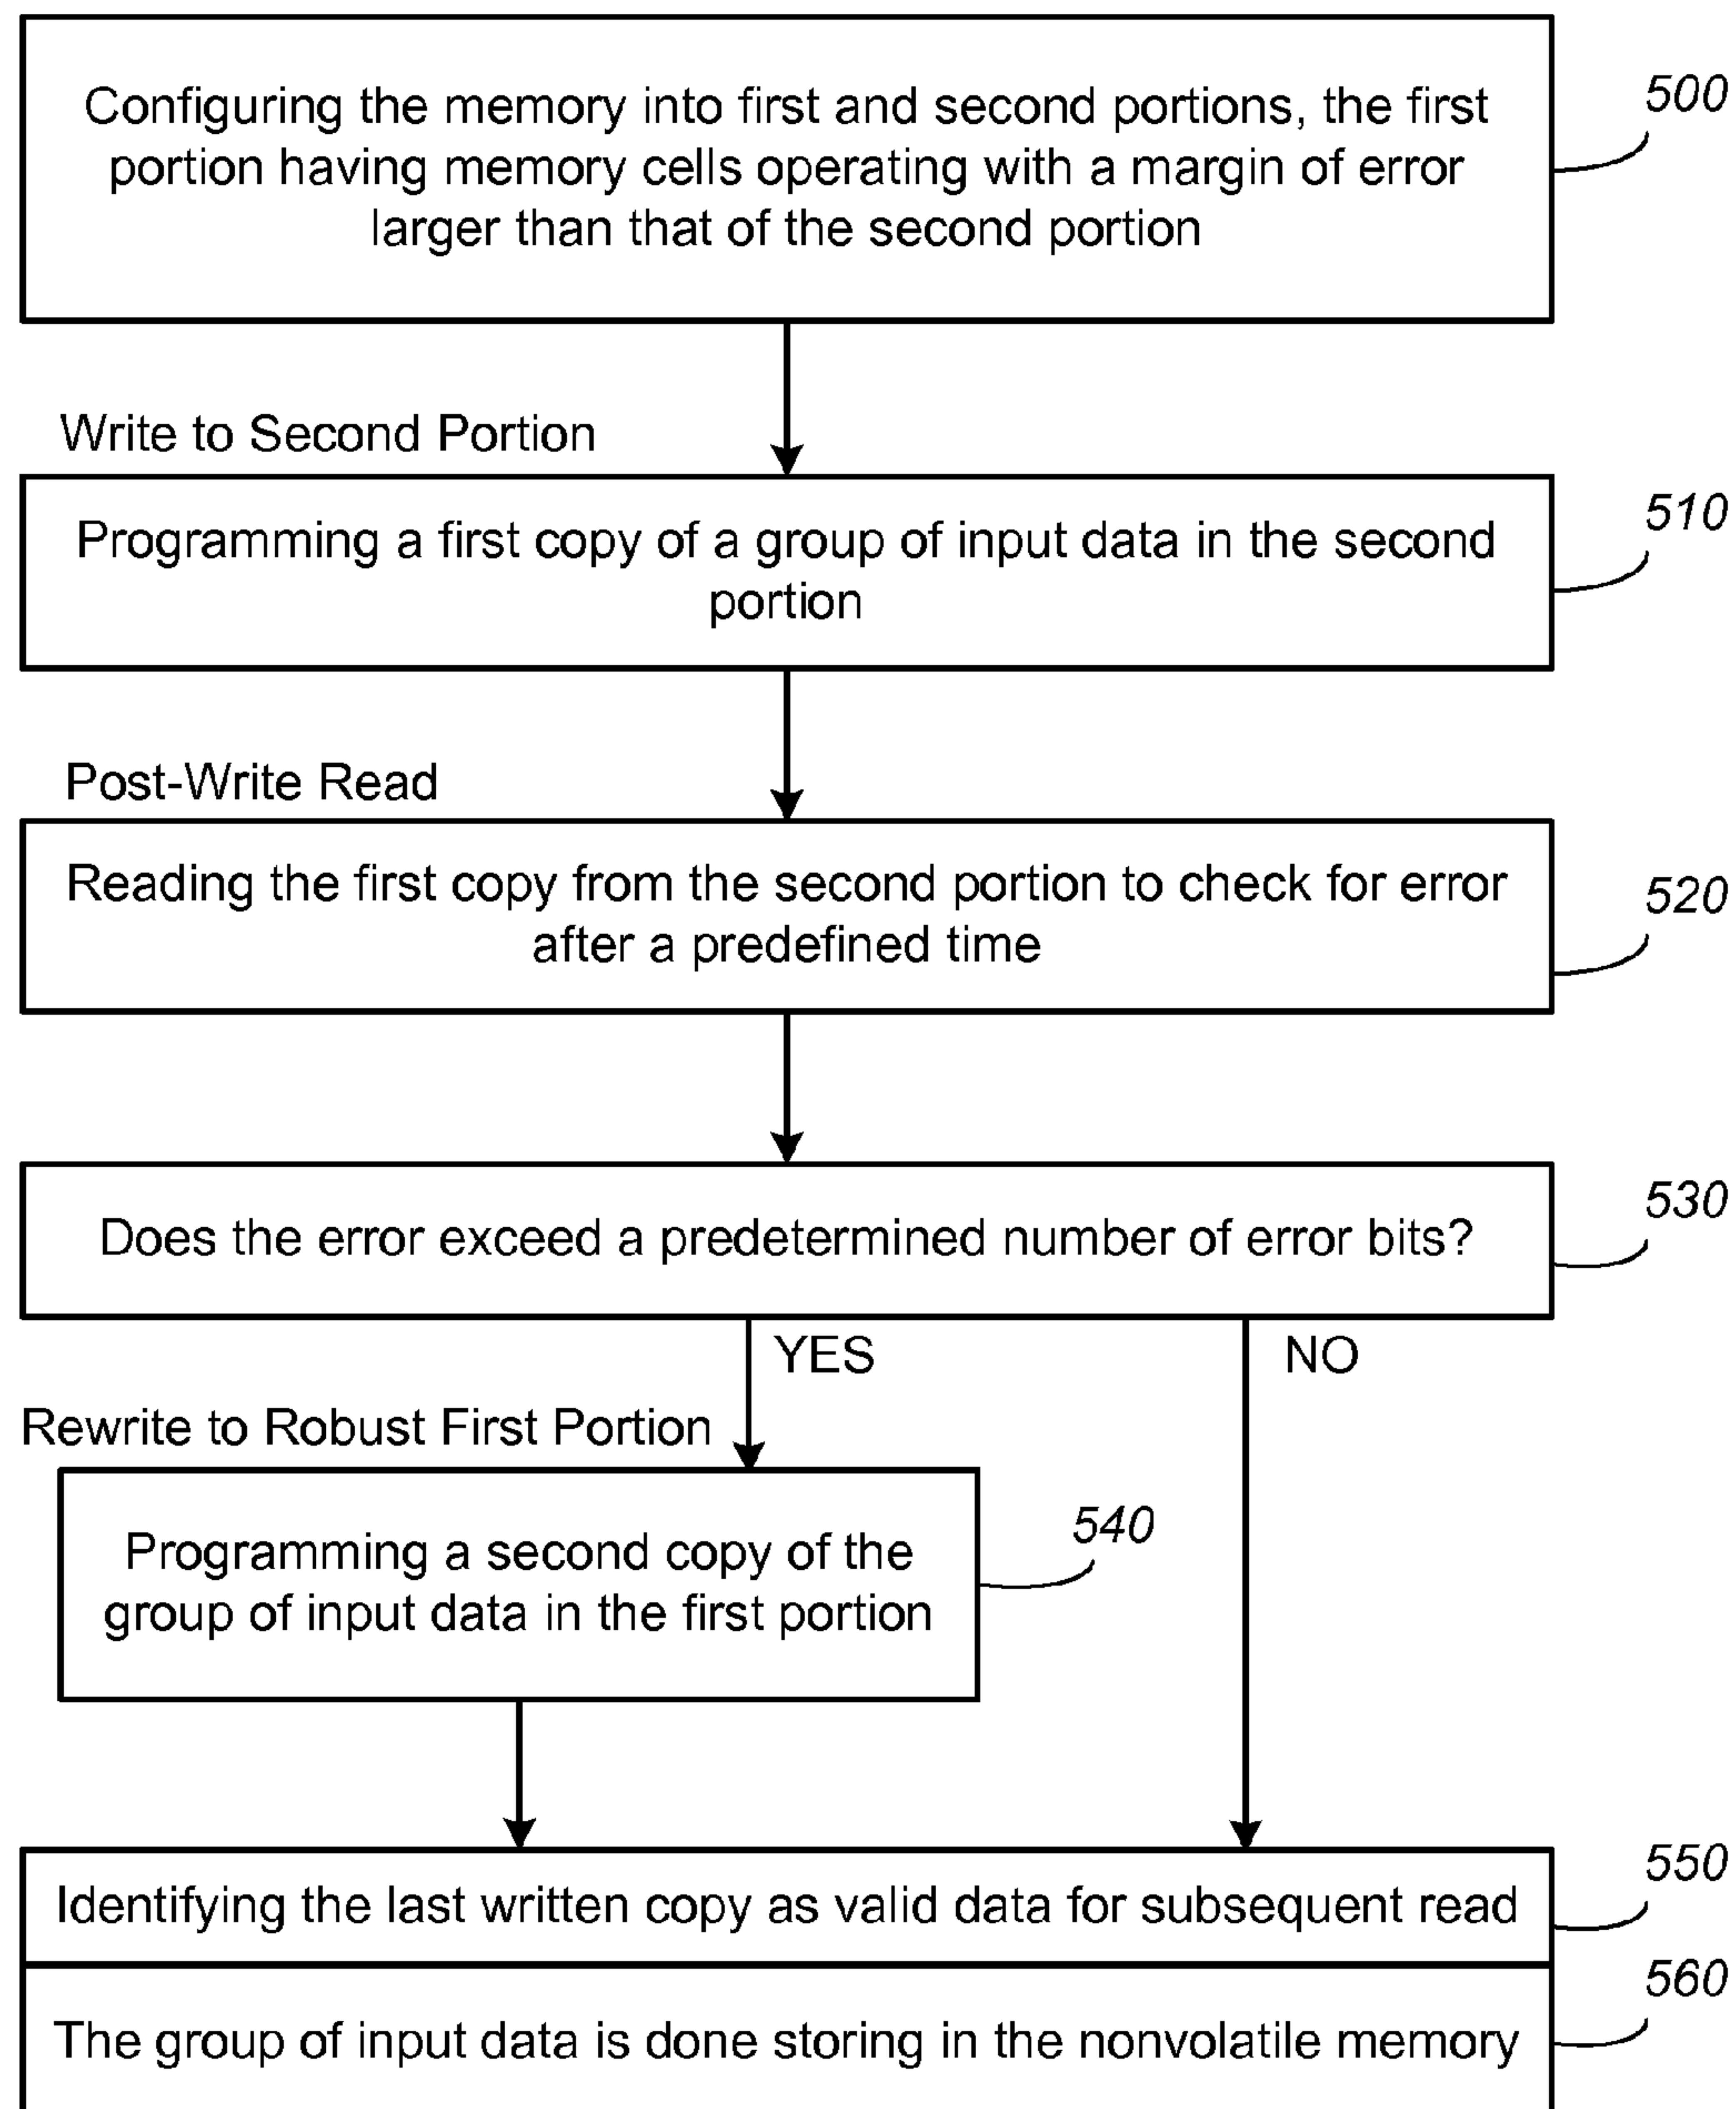 Configuring the memory into first and second portions, the first
portion having memory cells operating with a margin of error
larger than that of the second portion
500
Write to Second Portion
Programming a first copy of a group of input data in the second
portion
510
Post-Write Read
Reading the first copy from the second portion to check for error
after a predefined time
520
Does the error exceed a predetermined number of error bits?
530
YES
NO
Rewrite to Robust First Portion
Programming a second copy of the
group of input data in the first portion
540
Identifying the last written copy as valid data for subsequent read
550
The group of input data is done storing in the nonvolatile memory
560